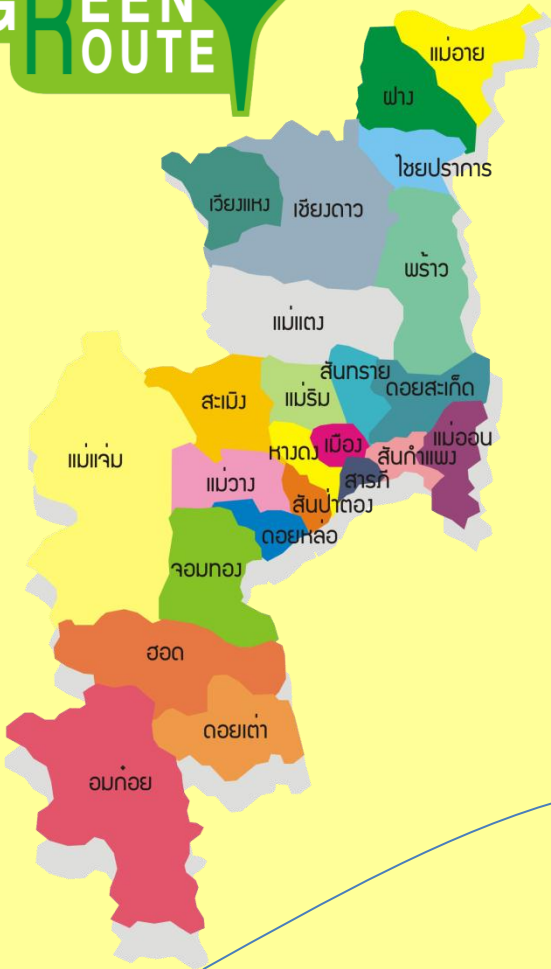 GREEN
ROUTE
แม่อาย
ฝาง
ไชยปราการ
เวียงแหง
เชียงดาว
พร้าว
แม่แตง
สันทราย
ดอยสะเก็ด
สะเมิง
แม่ริม
แม่ออน
หางดง
เมือง
สันกำแพง
แม่แจ่ม
แม่วาง
สารภี
สันป่าตอง
ดอยหล่อ
จอมทอง
ฮอด
ดอยเต่า
อมก๋อย